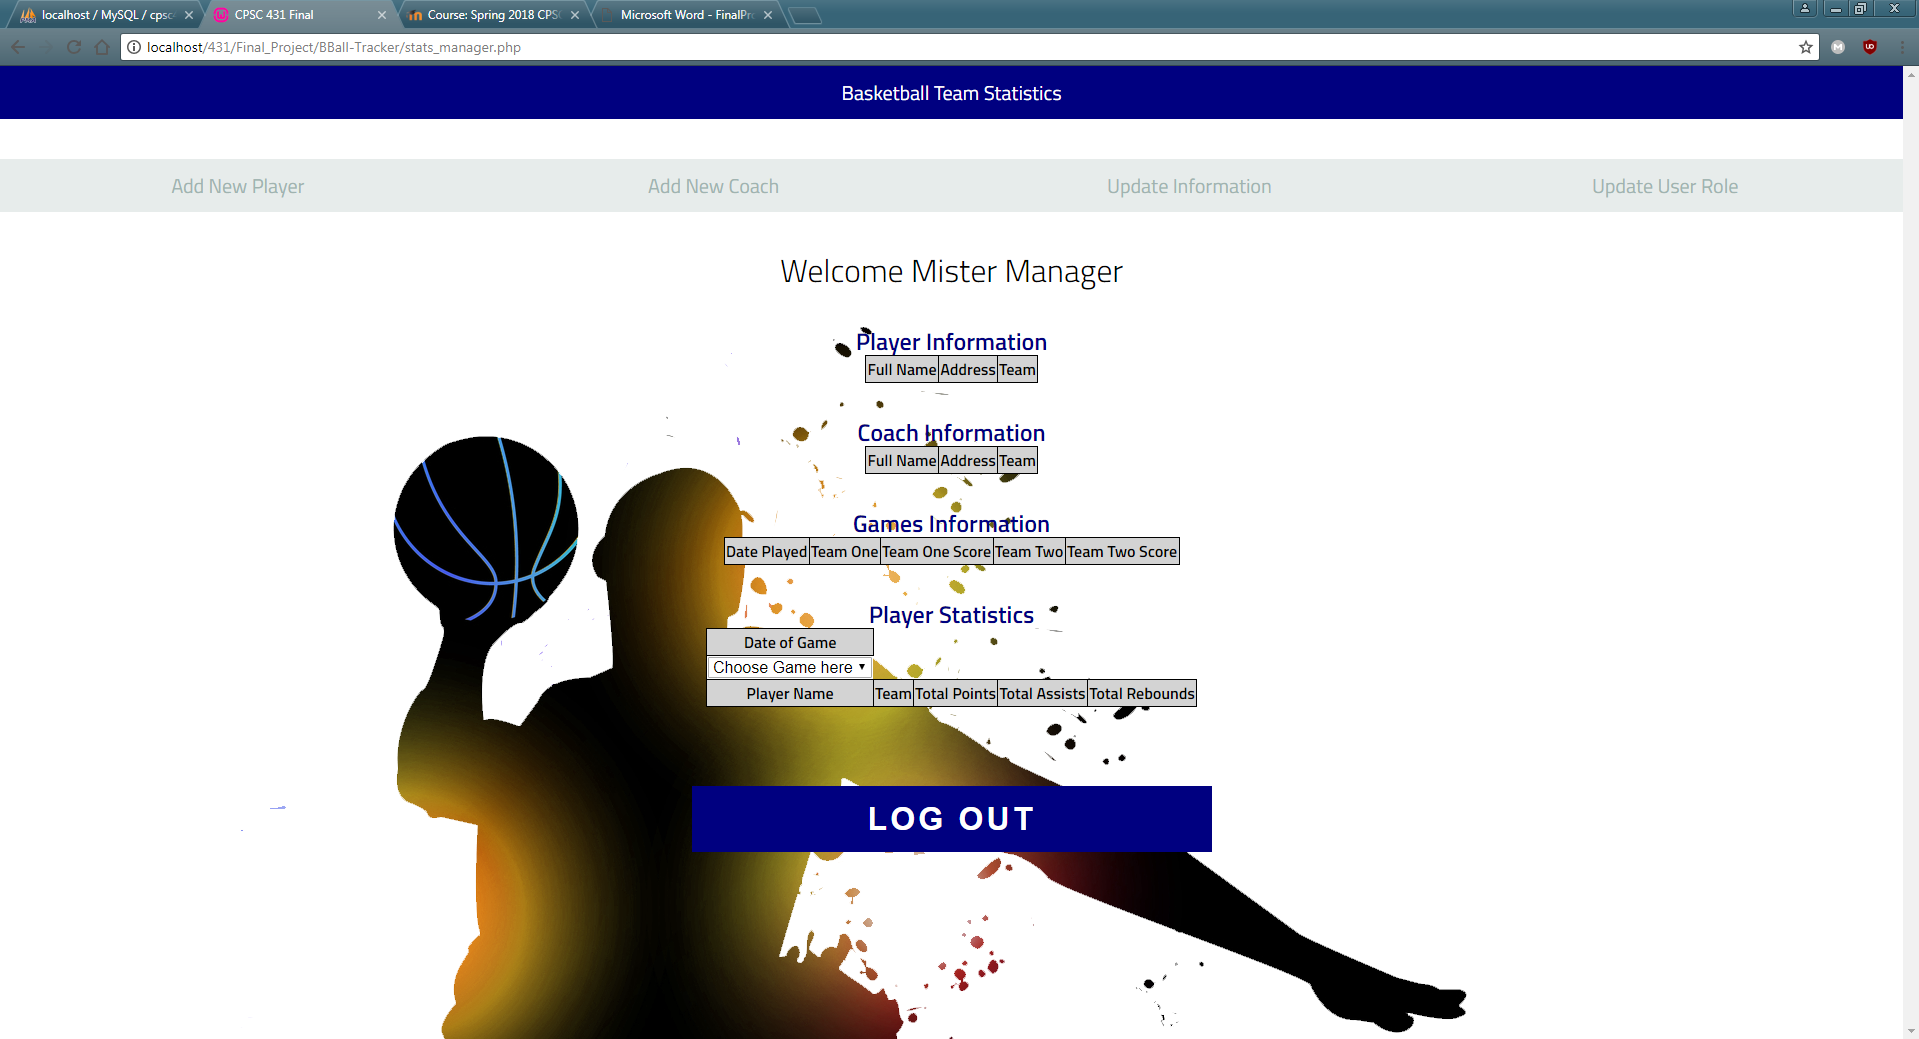 localhost / MySQL / cpsc-
CPSC 431 Final
Course: Spring 2018 CPSC
Microsoft Word - FinalPro
localhost/431/Final_Project/BBall-Tracker/stats_manager.php
Basketball Team Statistics
Add New Player Add New Coach Update Information Update User Role
Welcome Mister Manager
Player Information
Full Name Address Team
Coach Information
Full Name Address Team
Games Information
Date Played Team One Team One Score Team Two Team Two Score
Player Statistics
Date of Game
Choose Game here
Player Name Team Total Points Total Assists Total Rebounds
LOG OUT